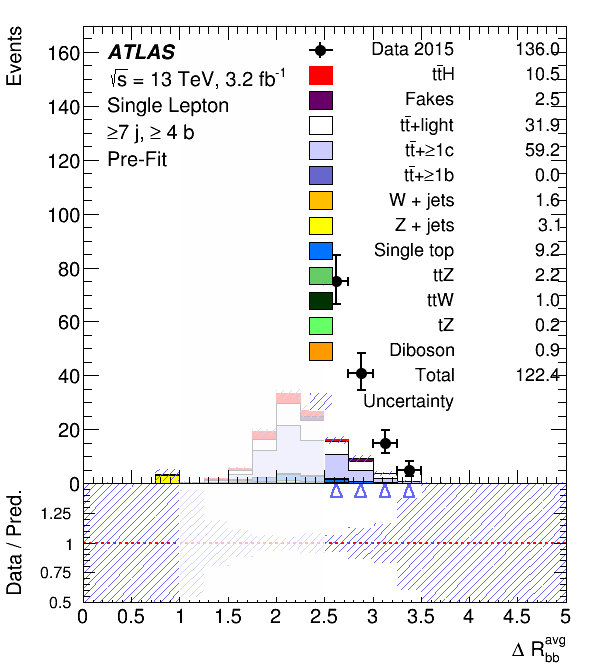 Events
160
140
120
100
80
60
40
20
0
ATLAS
√s = 13 TeV, 3.2 fb⁻¹
Single Lepton
≥7 j, ≥ 4 b
Pre-Fit
Data 2015 136.0
tt̄H 10.5
Fakes 2.5
tt̄+light 31.9
tt̄+≥1c 59.2
tt̄+≥1b 0.0
W + jets 1.6
Z + jets 3.1
Single top 9.2
ttZ 2.2
ttW 1.0
tZ 0.2
Diboson 0.9
Total 122.4
Uncertainty
Data / Pred.
1.25
1
0.75
0.5
0 0.5 1 1.5 2 2.5 3 3.5 4 4.5 5
Δ R avg bb